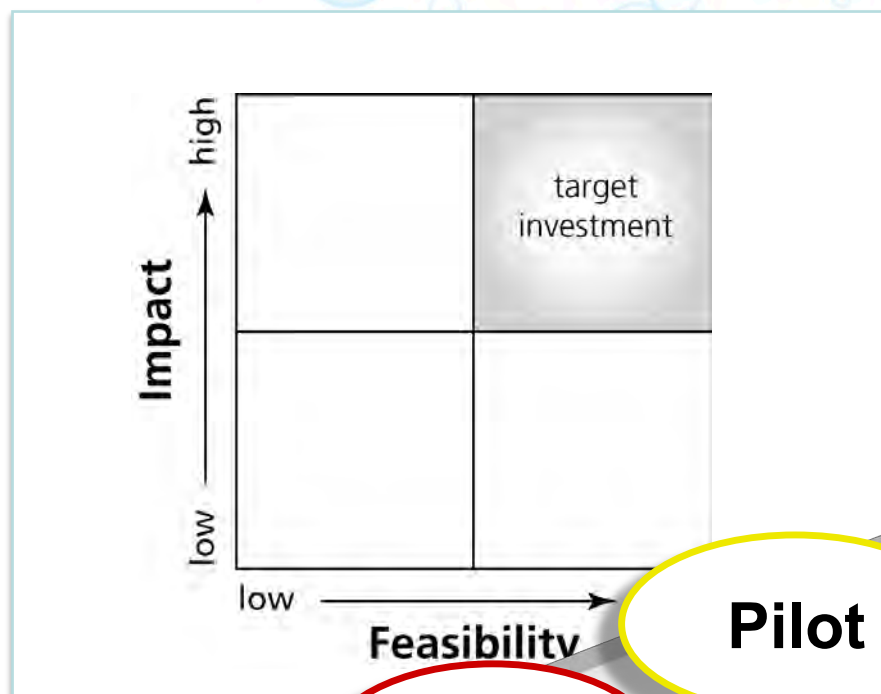 high
target
investment
Impact
low
low
Feasibility
Pilot